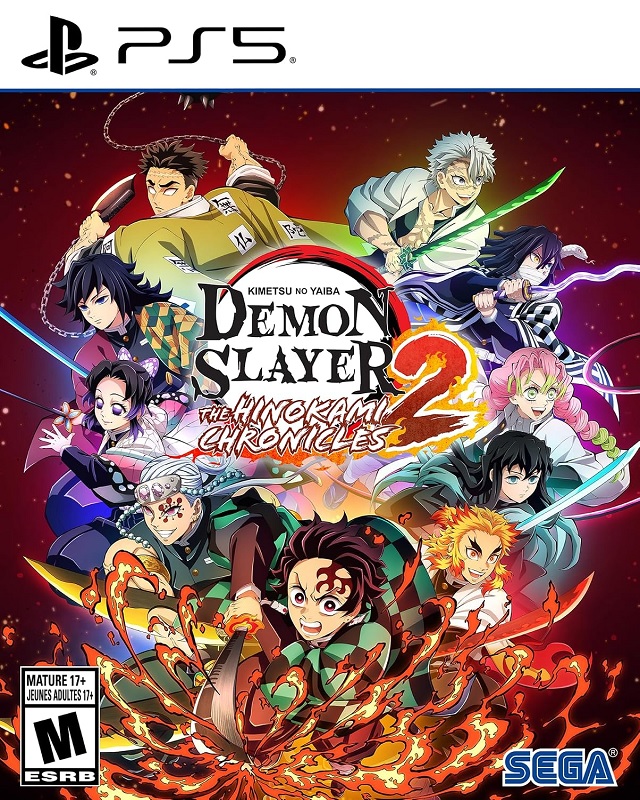 PS5®
KIMETSU NO YAIBA
DEMON
SLAYER
THE HINOKAMI
CHRONICLES 2
MATURE 17+
JEUNES ADULTES 17+
M
ESRB
SEGA®